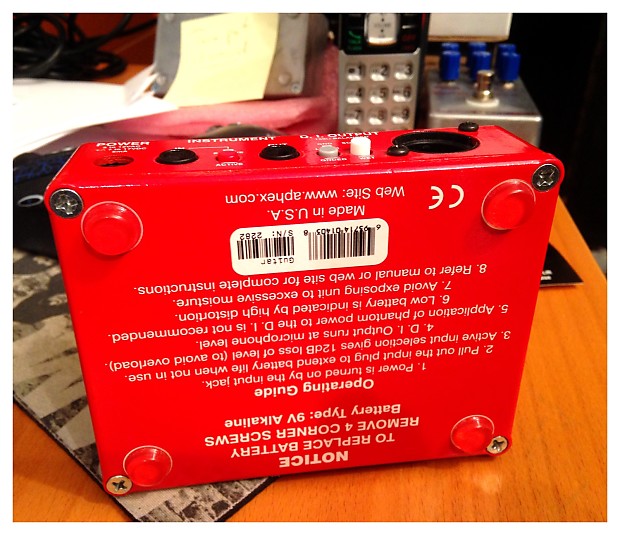 POWER
INSTRUMENT
D. I. OUTPUT
ACTIVE
NOTICE
TO REPLACE BATTERY
REMOVE 4 CORNER SCREWS
Battery Type: 9V Alkaline
Operating Guide
1. Power is turned on by the input jack.
2. Pull out the input plug to extend battery life when not in use.
3. Active input selection gives 12dB loss of level (to avoid overload).
4. D. I. Output runs at microphone level.
5. Application of phantom power to the D. I. is not recommended.
6. Low battery is indicated by high distortion.
7. Avoid exposing unit to excessive moisture.
8. Refer to manual or web site for complete instructions.
Guitar
S/N: 2282
6 93714 01403 8
Made in U.S.A.
Web Site: www.aphex.com
CE